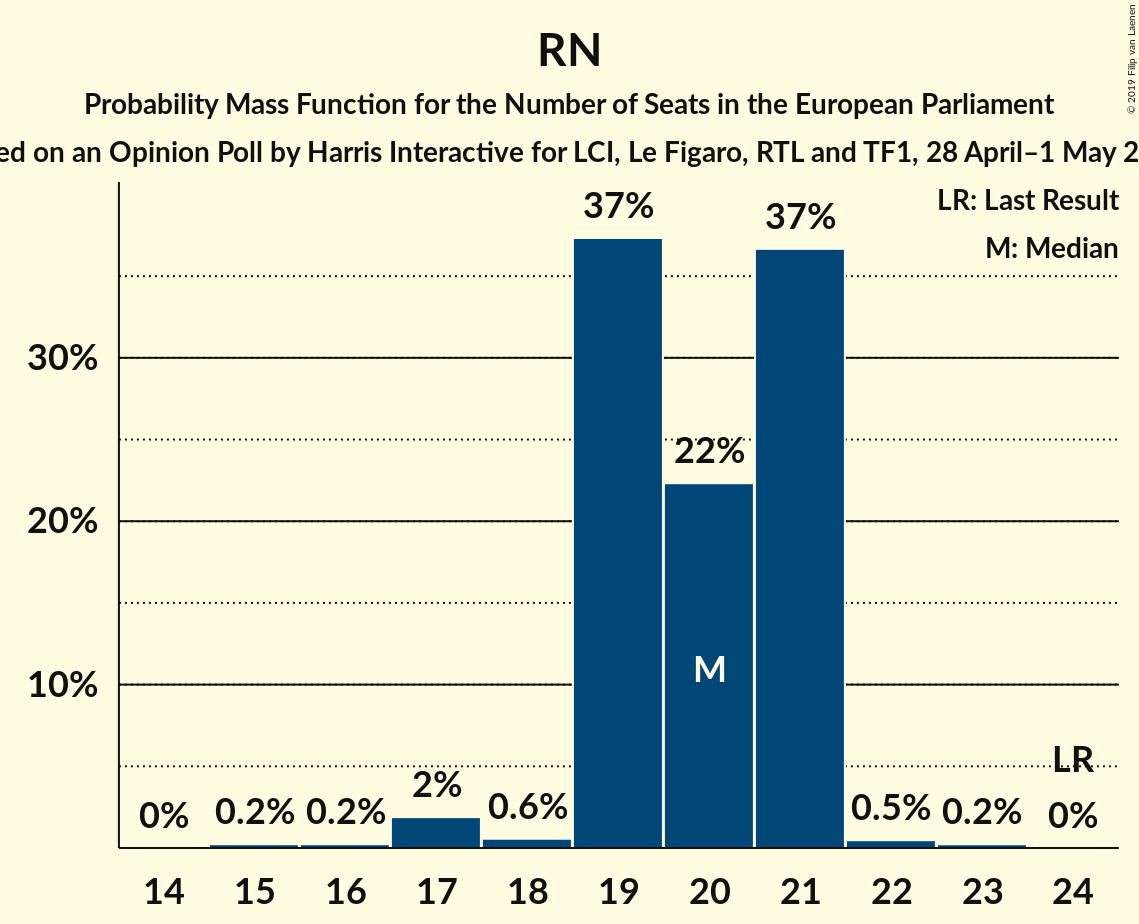 © 2019 Filip van Laenen
RN
Probability Mass Function for the Number of Seats in the European Parliament
ed on an Opinion Poll by Harris Interactive for LCI, Le Figaro, RTL and TF1, 28 April–1 May 2
LR: Last Result
M: Median
37% 37%
30%
22%
20%
M
10%
LR
0% 0.2% 0.2% 2% 0.6% 0.5% 0.2% 0%
14 15 16 17 18 19 20 21 22 23 24